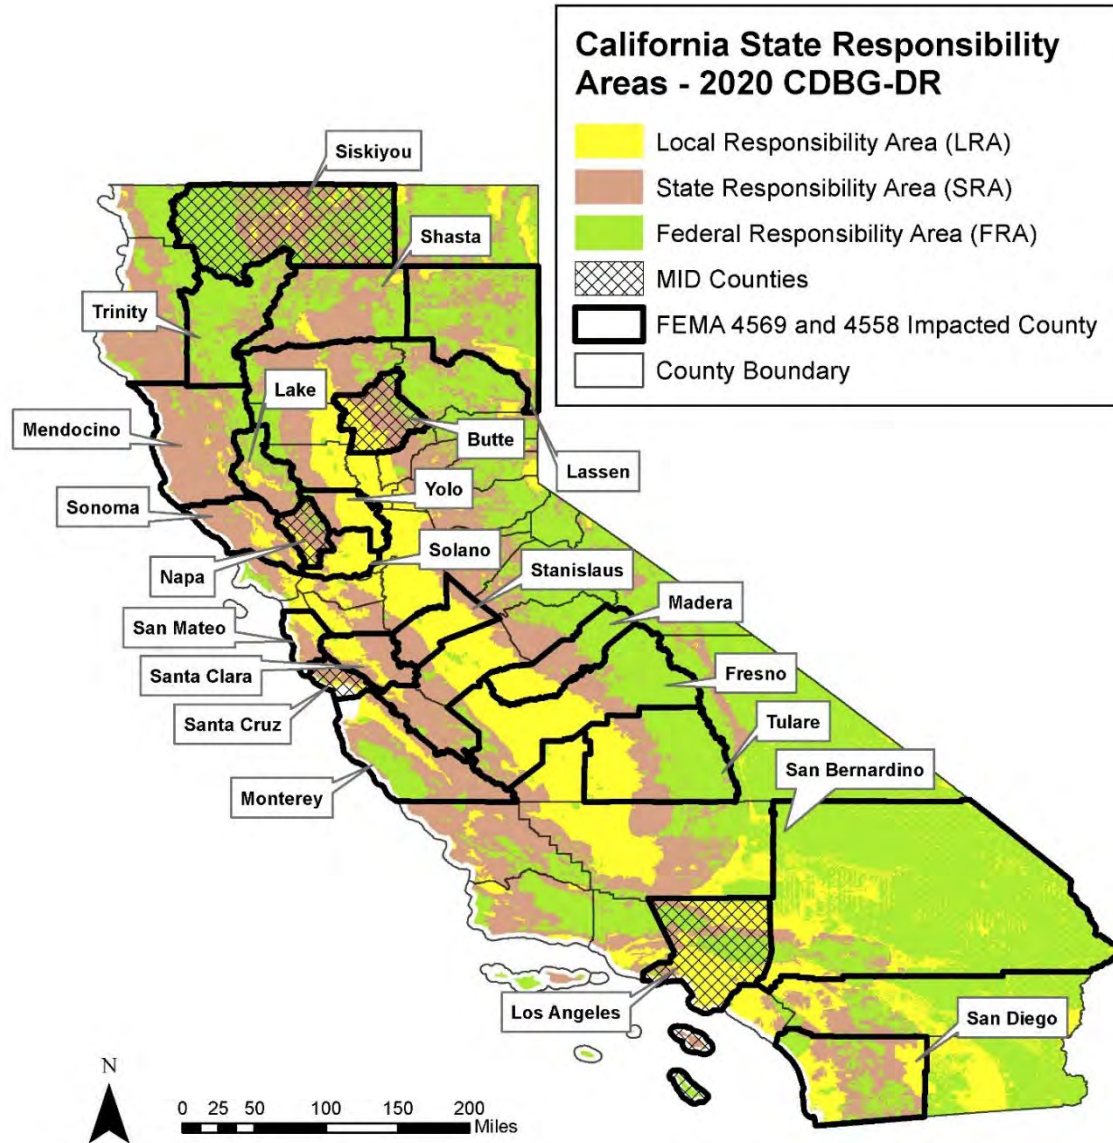 California State Responsibility
Areas - 2020 CDBG-DR
Local Responsibility Area (LRA)
State Responsibility Area (SRA)
Federal Responsibility Area (FRA)
MID Counties
FEMA 4569 and 4558 Impacted County
County Boundary
Siskiyou
Shasta
Trinity
Lake
Mendocino
Butte
Lassen
Yolo
Sonoma
Solano
Napa
Stanislaus
Madera
San Mateo
Santa Clara
Fresno
Santa Cruz
Tulare
San Bernardino
Monterey
Los Angeles
San Diego
N
0 25 50 100 150 200
Miles